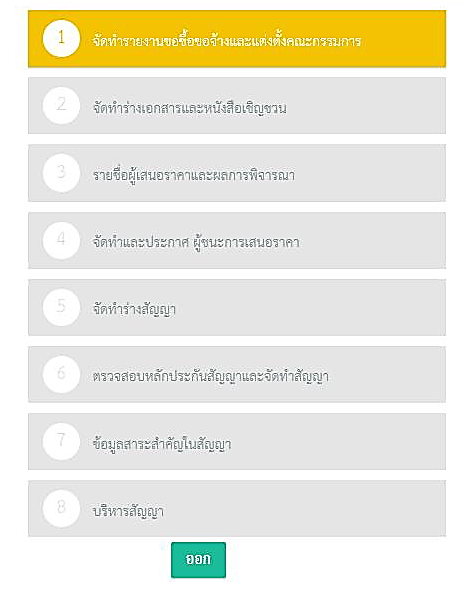 1 จัดทำรายงานขอซื้อขอจ้างและแต่งตั้งคณะกรรมการ
2 จัดทำร่างเอกสารและหนังสือเชิญชวน
3 รายชื่อผู้เสนอราคาและผลการพิจารณา
4 จัดทำและประกาศ ผู้ชนะการเสนอราคา
5 จัดทำร่างสัญญา
6 ตรวจสอบหลักประกันสัญญาและจัดทำสัญญา
7 ข้อมูลสาระสำคัญในสัญญา
8 บริหารสัญญา
ออก